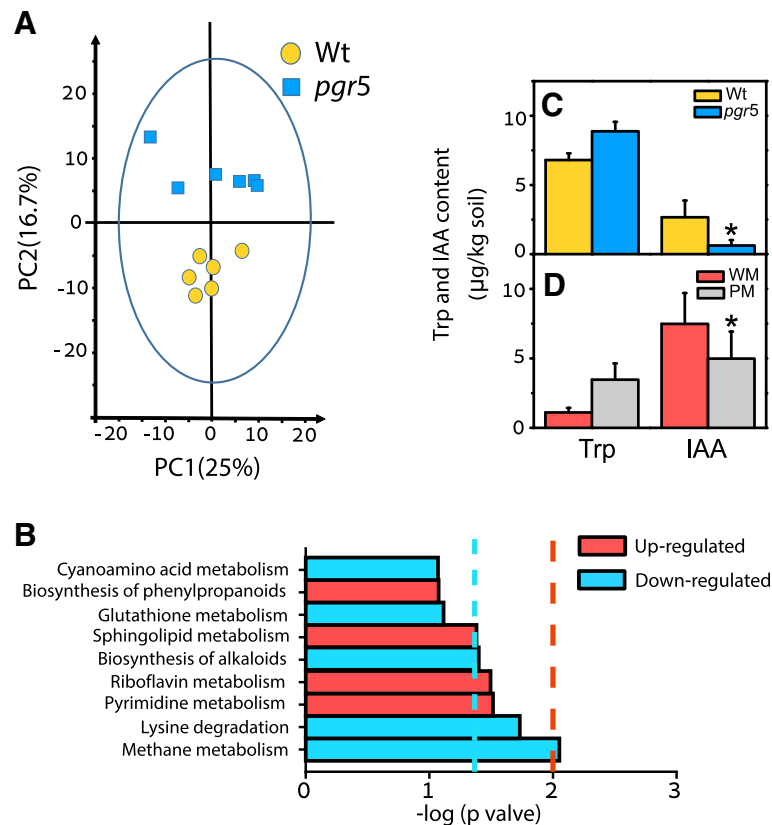 A
Wt
pgr5
20
10
0
-10
-20
PC2(16.7%)
-20 -10 0 10 20
PC1(25%)
C
Wt
pgr5
10
5
0
*
Trp and IAA content
(µg/kg soil)
D
WM
PM
10
5
0
*
Trp IAA
B
Up-regulated
Down-regulated
Cyanoamino acid metabolism
Biosynthesis of phenylpropanoids
Glutathione metabolism
Sphingolipid metabolism
Biosynthesis of alkaloids
Riboflavin metabolism
Pyrimidine metabolism
Lysine degradation
Methane metabolism
0 1 2 3
-log (p valve)